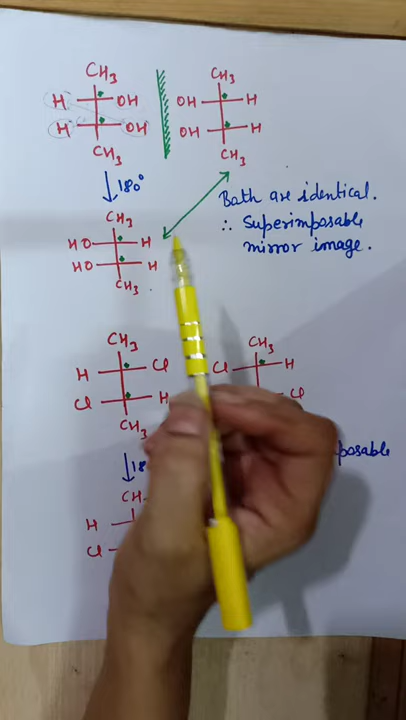 CH3 CH3
H OH OH H
H OH OH H
CH3 CH3
180° Both are identical.
∴ Superimposable
mirror image.
CH3
HO H
HO H
CH3
CH3 CH3
H Cl Cl H
Cl H Cl
CH3
posable
CH
H
Cl